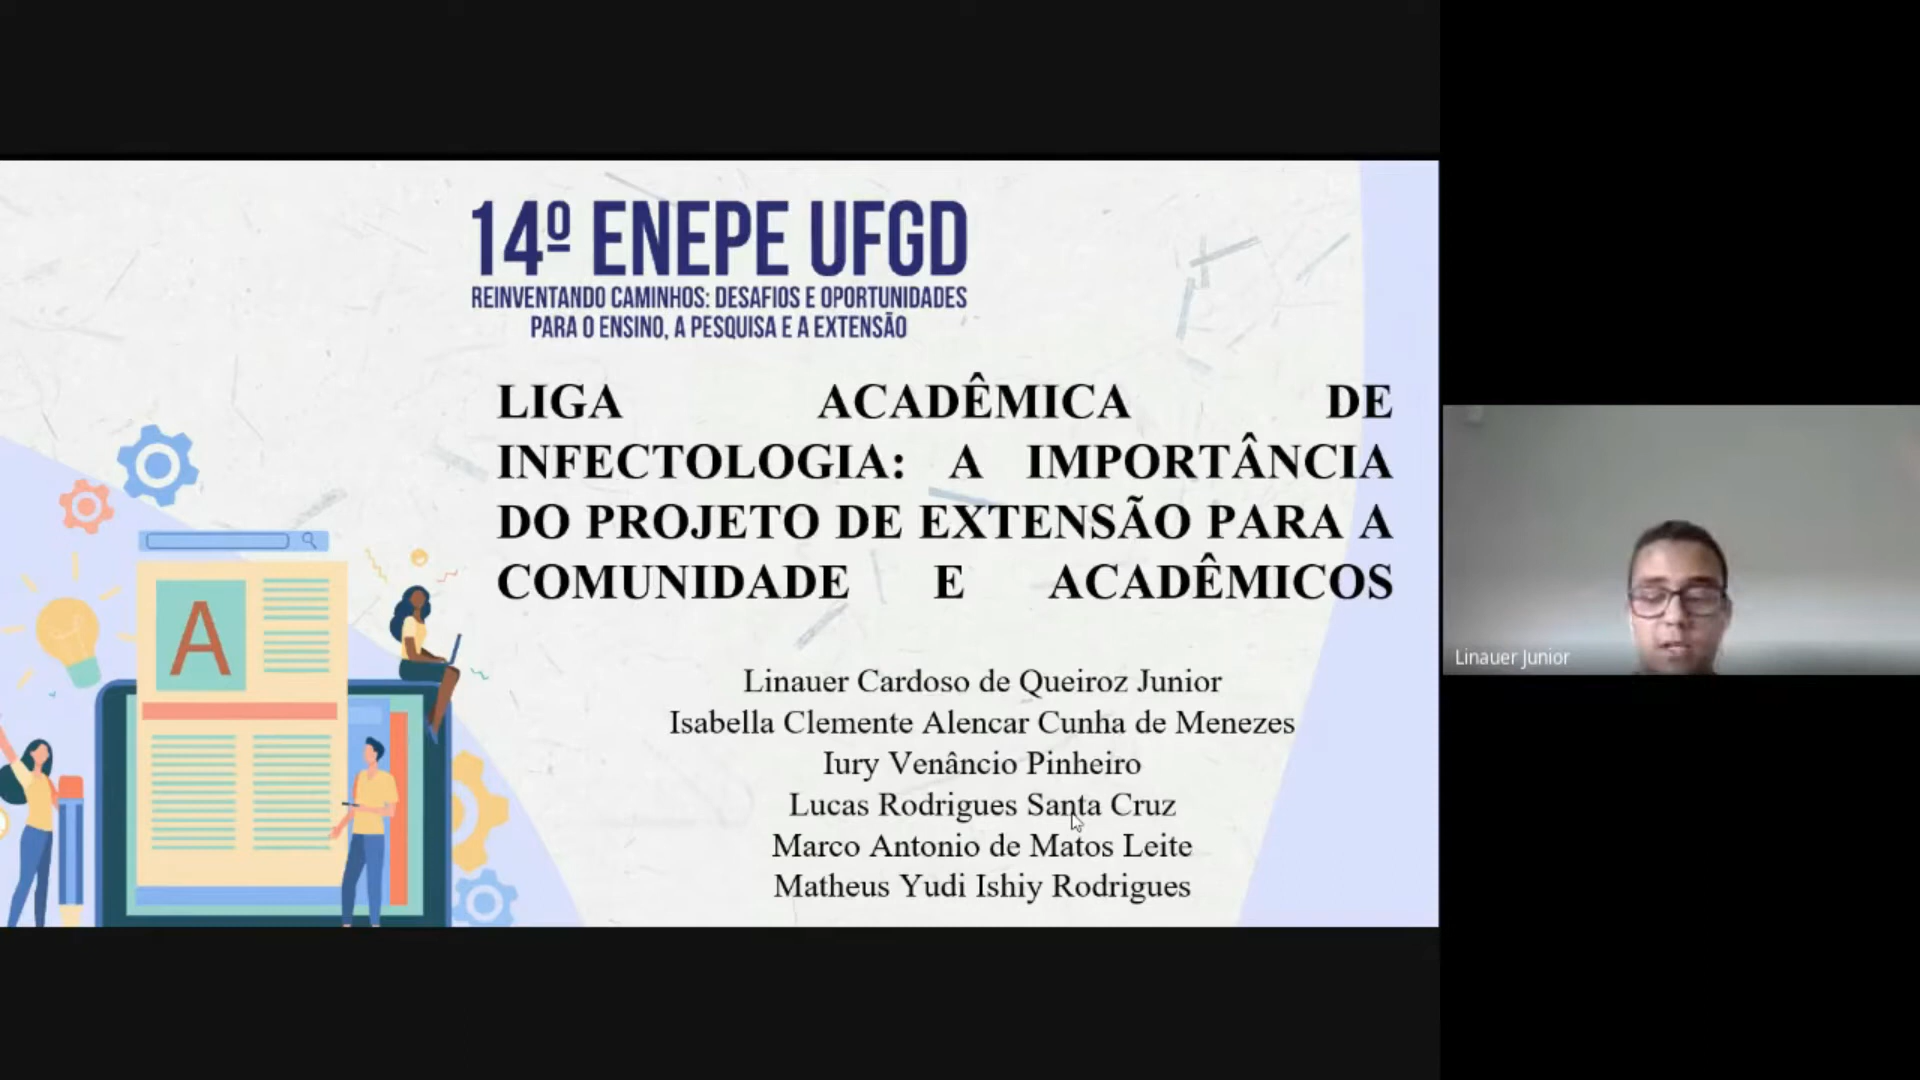 14º ENEPE UFGD
REINVENTANDO CAMINHOS: DESAFIOS E OPORTUNIDADES
PARA O ENSINO, A PESQUISA E A EXTENSÃO
LIGA ACADÊMICA DE
INFECTOLOGIA: A IMPORTÂNCIA
DO PROJETO DE EXTENSÃO PARA A
COMUNIDADE E ACADÊMICOS
A
Linauer Cardoso de Queiroz Junior
Isabella Clemente Alencar Cunha de Menezes
Iury Venâncio Pinheiro
Lucas Rodrigues Santa Cruz
Marco Antonio de Matos Leite
Matheus Yudi Ishiy Rodrigues
Linauer Junior